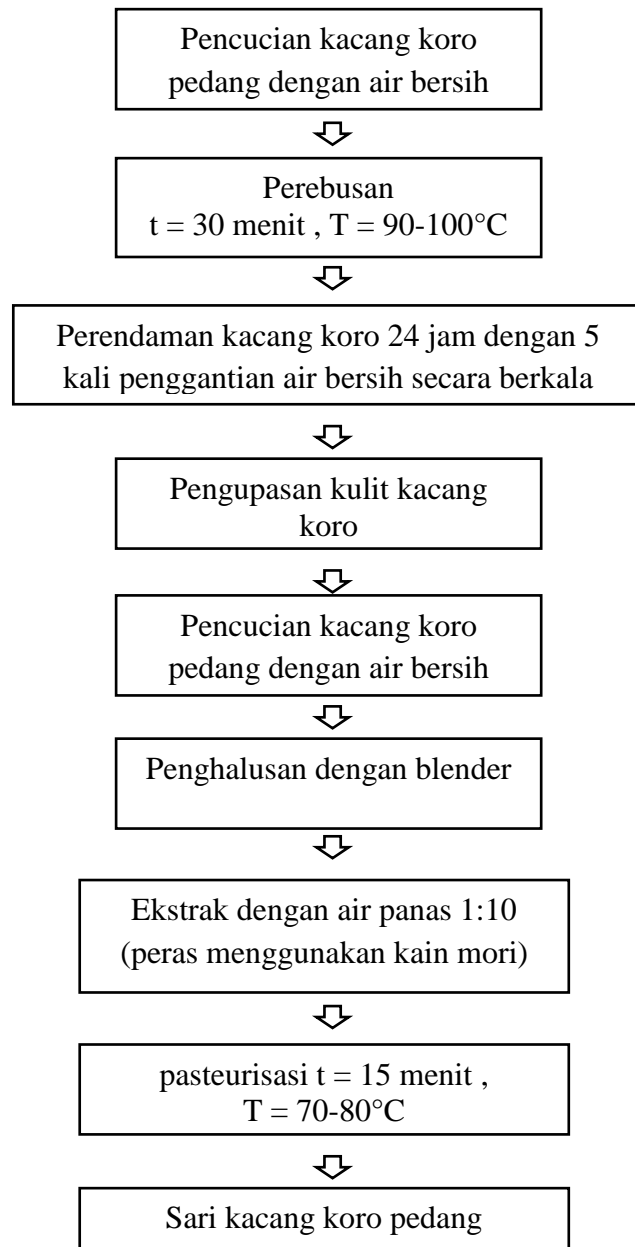 Pencucian kacang koro
pedang dengan air bersih
Perebusan
t = 30 menit , T = 90-100°C
Perendaman kacang koro 24 jam dengan 5
kali penggantian air bersih secara berkala
Pengupasan kulit kacang
koro
Pencucian kacang koro
pedang dengan air bersih
Penghalusan dengan blender
Ekstrak dengan air panas 1:10
(peras menggunakan kain mori)
pasteurisasi t = 15 menit ,
T = 70-80°C
Sari kacang koro pedang